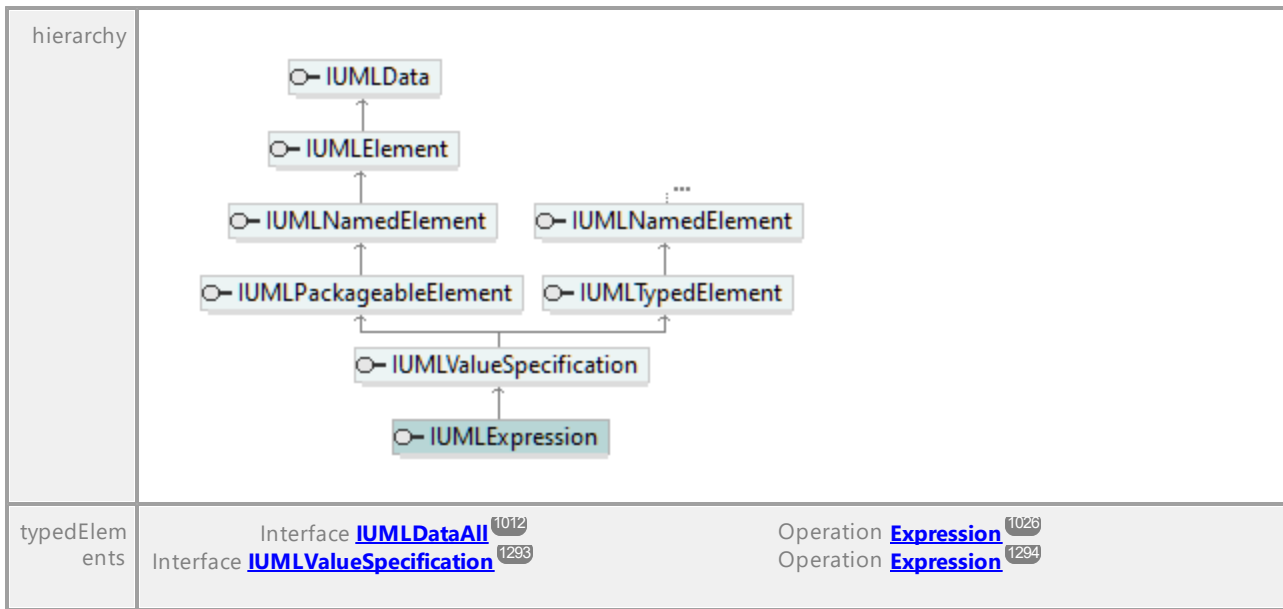 hierarchy
IUMLData
IUMLElement
...
IUMLNamedElement IUMLNamedElement
IUMLPackageableElement IUMLTypedElement
IUMLValueSpecification
IUMLExpression
typedElem
ents
Interface IUMLDataAll 1012 Operation Expression 1026
Interface IUMLValueSpecification 1293 Operation Expression 1294